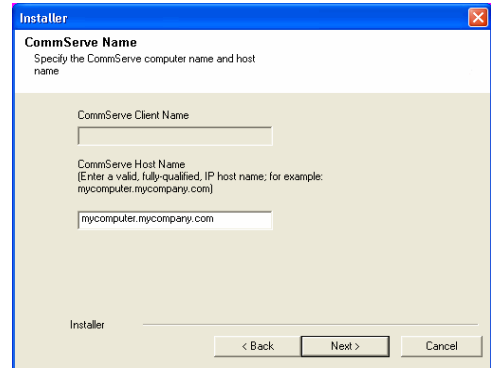 Installer
CommServe Name
Specify the CommServe computer name and host
name
CommServe Client Name
CommServe Host Name
(Enter a valid, fully-qualified, IP host name; for example:
mycomputer.mycompany.com)
mycomputer.mycompany.com
Installer
< Back
Next >
Cancel